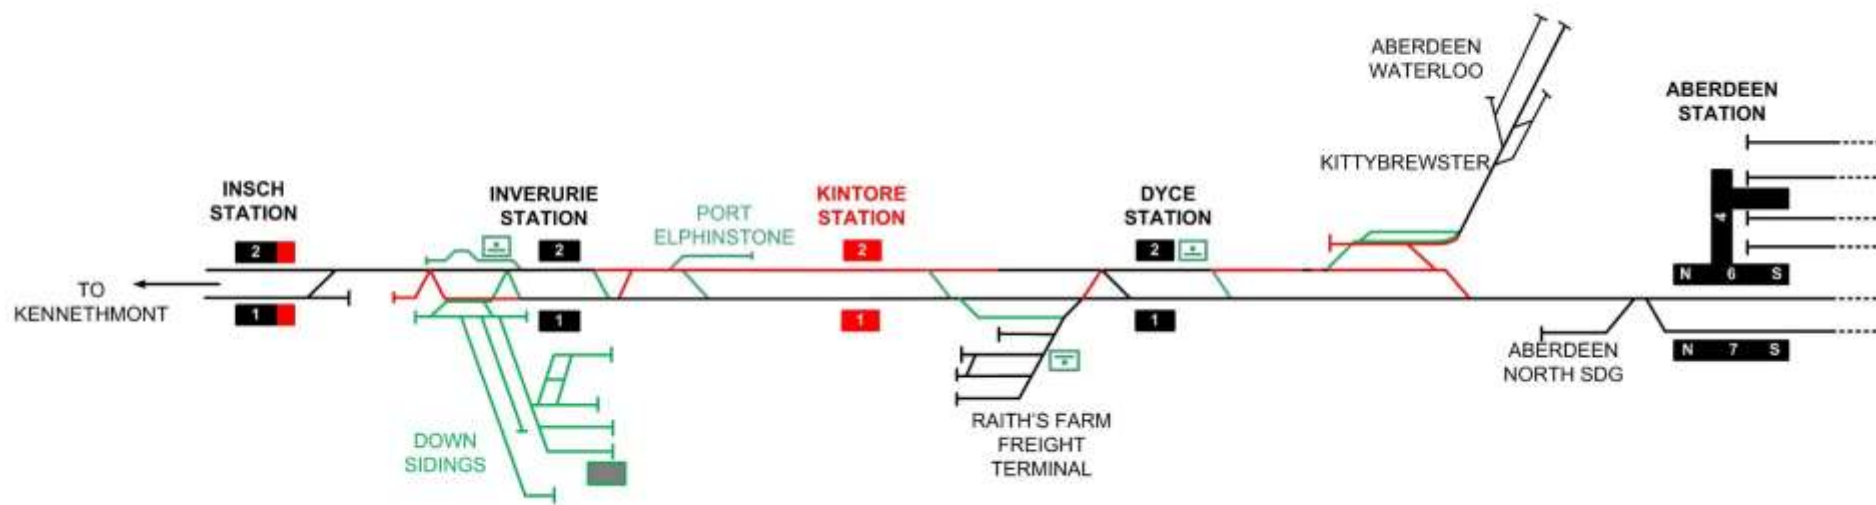 ABERDEEN
WATERLOO
ABERDEEN
STATION
KITTYBREWSTER
INSCH
STATION
INVERURIE
STATION
PORT
ELPHINSTONE
KINTORE
STATION
DYCE
STATION
4
2
2
2
2
N 6 S
TO
KENNETHMONT
1
1
1
1
ABERDEEN
NORTH SDG
N 7 S
RAITH'S FARM
FREIGHT
TERMINAL
DOWN
SIDINGS